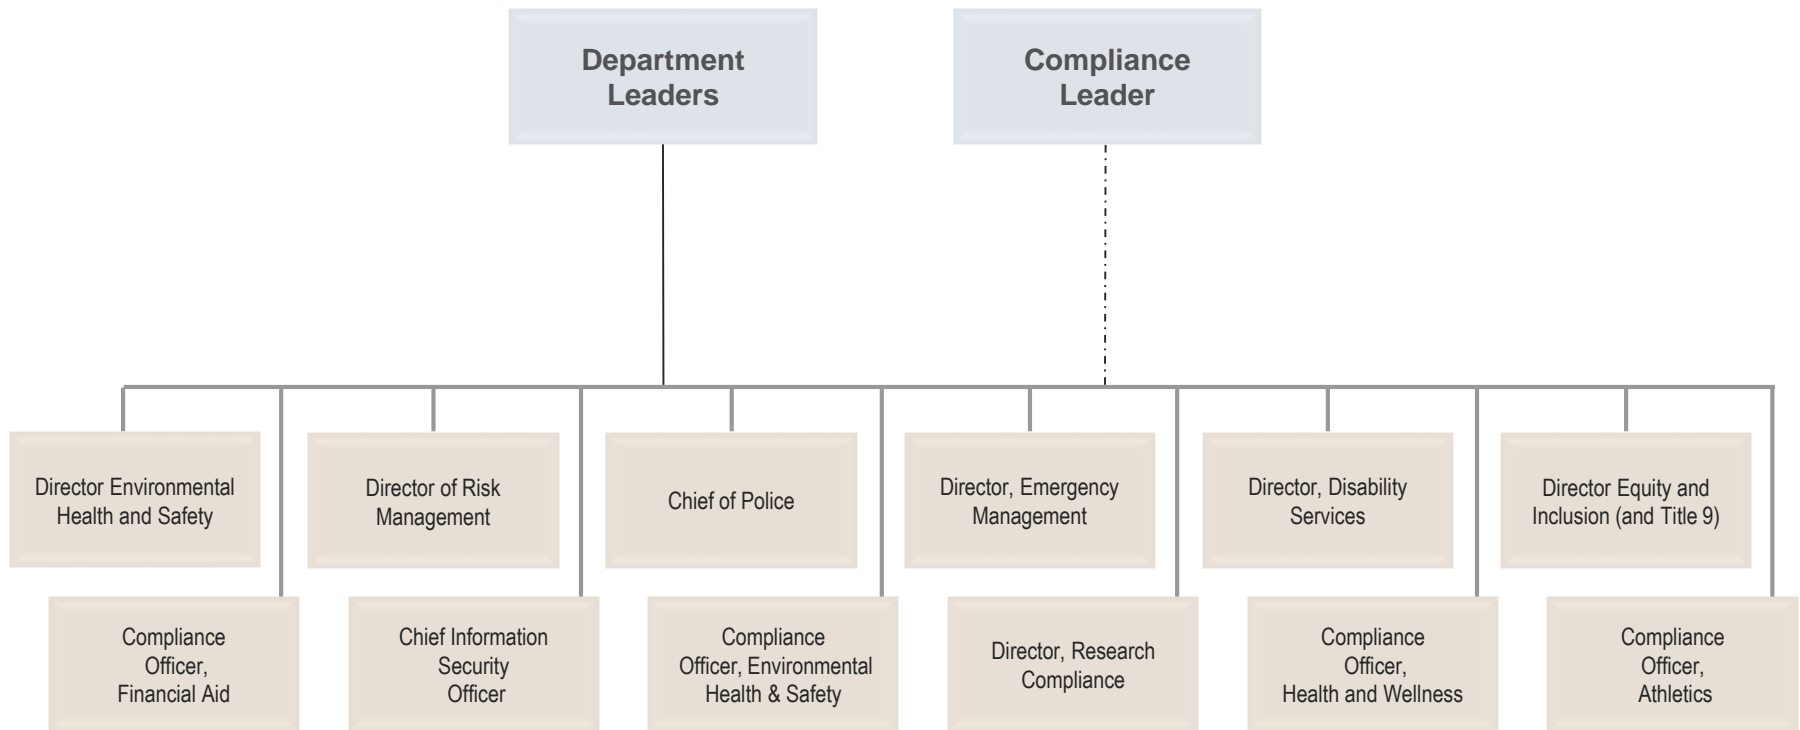 Department
Leaders
Compliance
Leader
Director Environmental
Health and Safety
Director of Risk
Management
Chief of Police
Director, Emergency
Management
Director, Disability
Services
Director Equity and
Inclusion (and Title 9)
Compliance
Officer,
Financial Aid
Chief Information
Security
Officer
Compliance
Officer, Environmental
Health & Safety
Director, Research
Compliance
Compliance
Officer,
Health and Wellness
Compliance
Officer,
Athletics